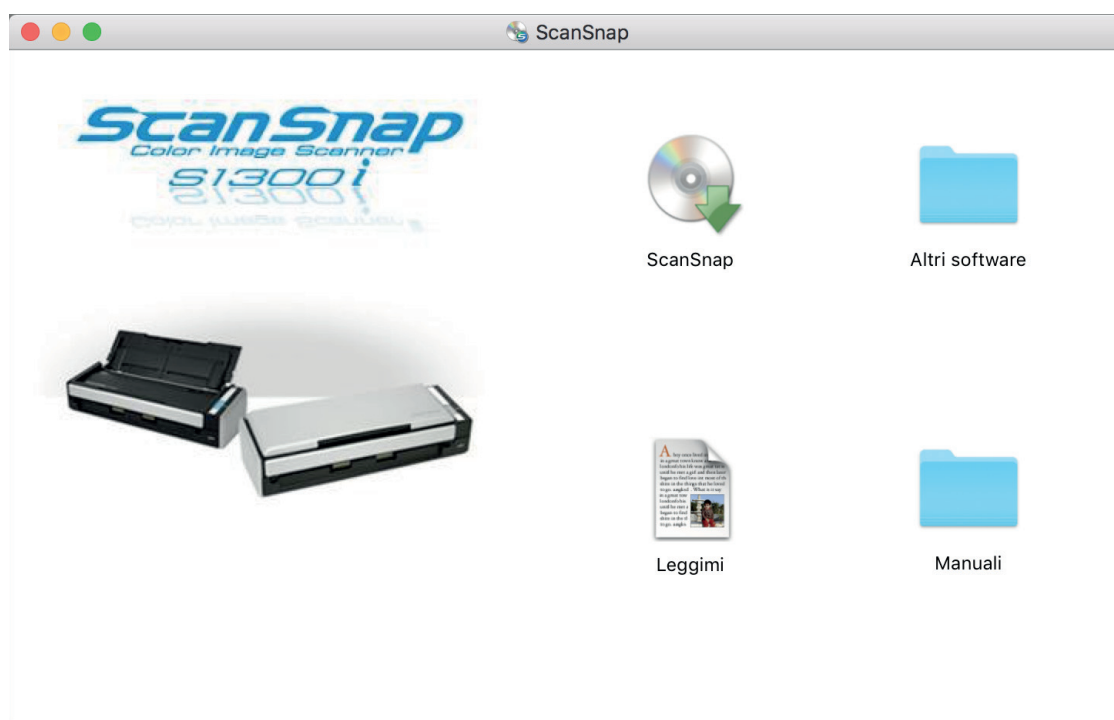 ScanSnap
ScanSnap
Color Image Scanner
S1300i
ScanSnap
Altri software
Leggimi
Manuali